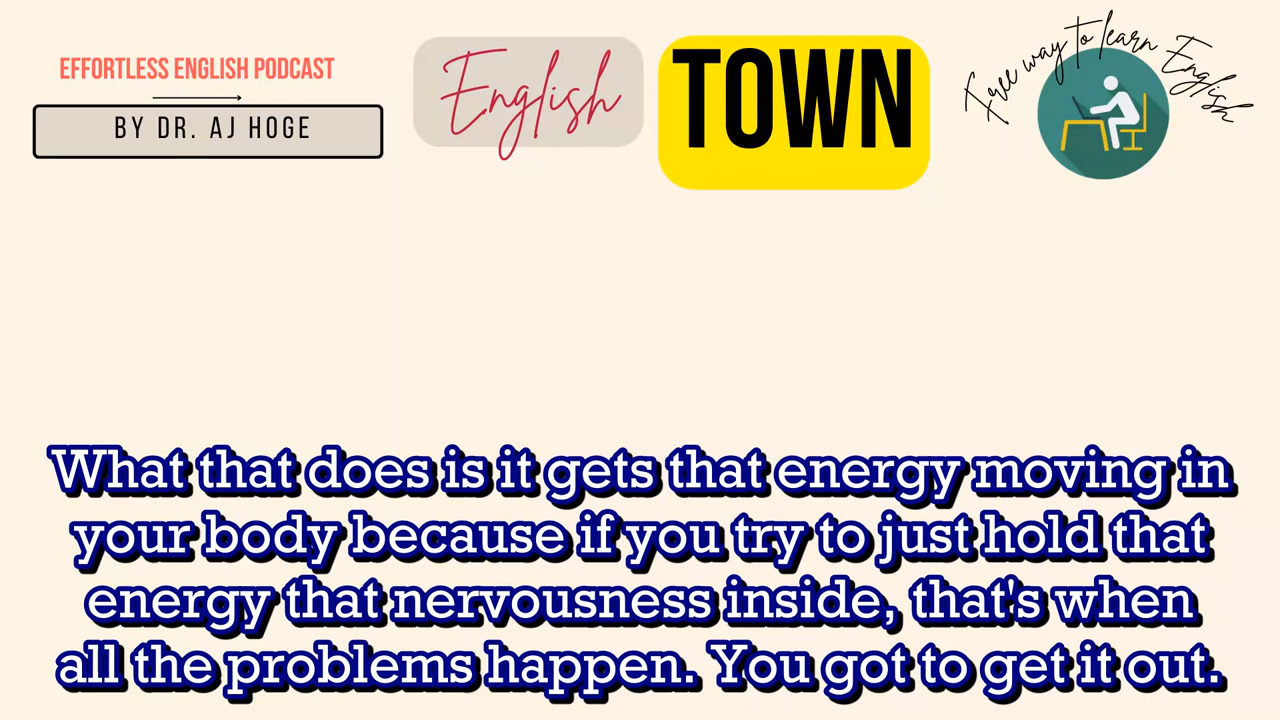 EFFORTLESS ENGLISH PODCAST
BY DR. AJ HOGE
English
TOWN
Free way to learn English
What that does is it gets that energy moving in
your body because if you try to just hold that
energy that nervousness inside, that's when
all the problems happen. You got to get it out.